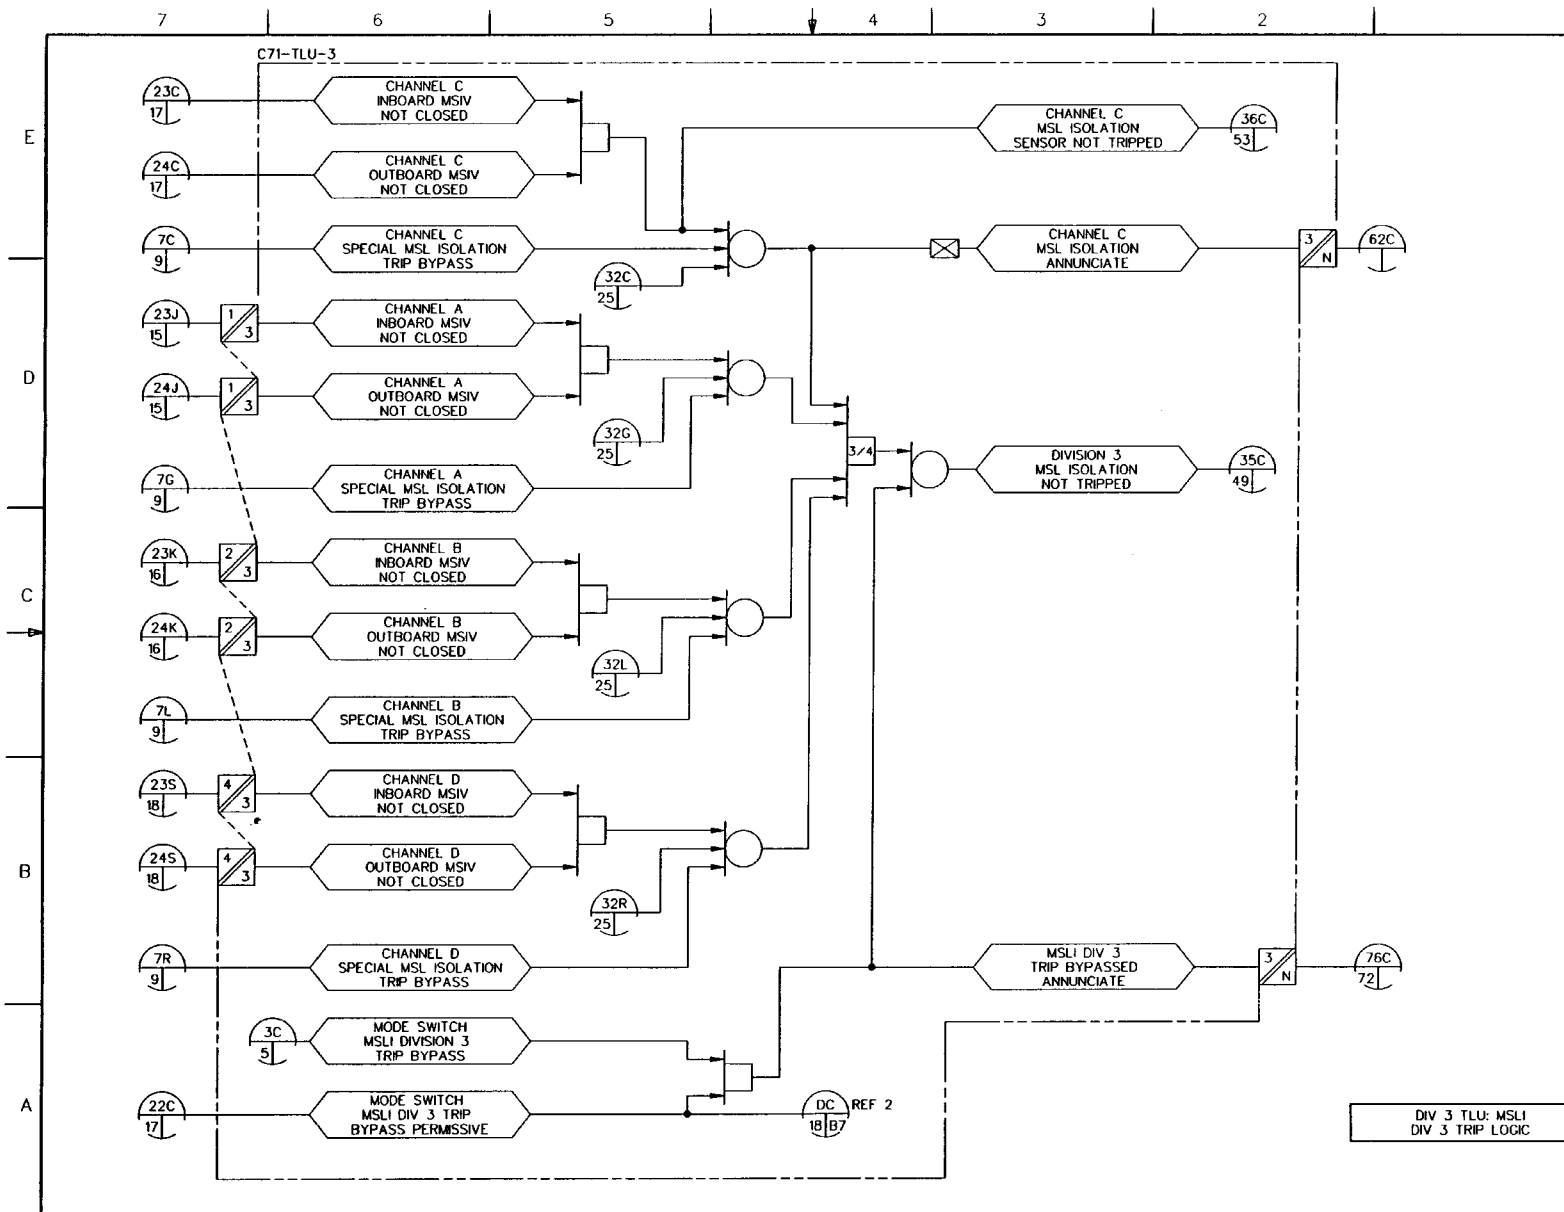 7 6 5 4 3 2
C71-TLU-3
E
23C
17
CHANNEL C
INBOARD MSIV
NOT CLOSED
CHANNEL C
MSL ISOLATION
SENSOR NOT TRIPPED
36C
53
24C
17
CHANNEL C
OUTBOARD MSIV
NOT CLOSED
7C
9
CHANNEL C
SPECIAL MSL ISOLATION
TRIP BYPASS
32C
25
CHANNEL C
MSL ISOLATION
ANNUNCIATE
3
N
62C
D
23J
15
1
3
CHANNEL A
INBOARD MSIV
NOT CLOSED
24J
15
1
3
CHANNEL A
OUTBOARD MSIV
NOT CLOSED
32G
25
3/4
DIVISION 3
MSL ISOLATION
NOT TRIPPED
35C
49
7G
9
CHANNEL A
SPECIAL MSL ISOLATION
TRIP BYPASS
C
23K
16
2
3
CHANNEL B
INBOARD MSIV
NOT CLOSED
24K
16
2
3
CHANNEL B
OUTBOARD MSIV
NOT CLOSED
32L
25
7L
9
CHANNEL B
SPECIAL MSL ISOLATION
TRIP BYPASS
B
23S
18
4
3
CHANNEL D
INBOARD MSIV
NOT CLOSED
24S
18
4
3
CHANNEL D
OUTBOARD MSIV
NOT CLOSED
32R
25
7R
9
CHANNEL D
SPECIAL MSL ISOLATION
TRIP BYPASS
MSLI DIV 3
TRIP BYPASSED
ANNUNCIATE
3
N
76C
72
A
3C
5
MODE SWITCH
MSLI DIVISION 3
TRIP BYPASS
22C
17
MODE SWITCH
MSLI DIV 3 TRIP
BYPASS PERMISSIVE
DC REF 2
18 B7
DIV 3 TLU: MSLI
DIV 3 TRIP LOGIC